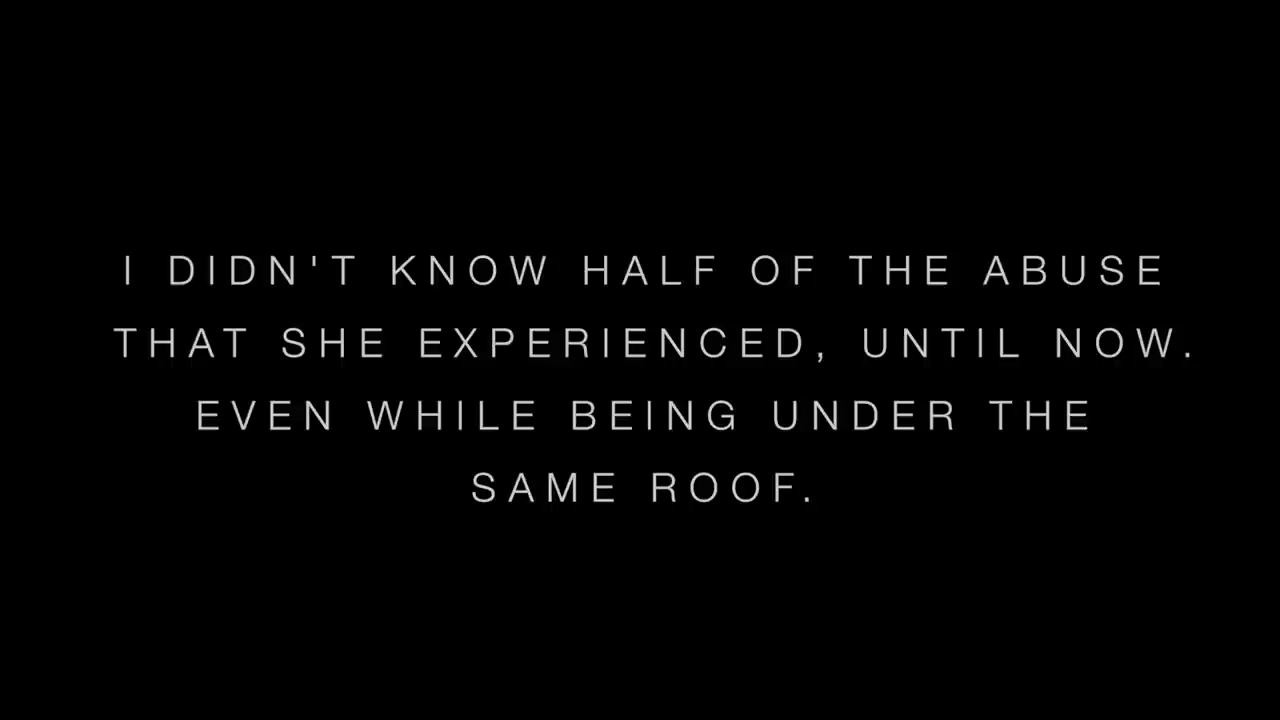 I DIDN'T KNOW HALF OF THE ABUSE
THAT SHE EXPERIENCED, UNTIL NOW.
EVEN WHILE BEING UNDER THE
SAME ROOF.